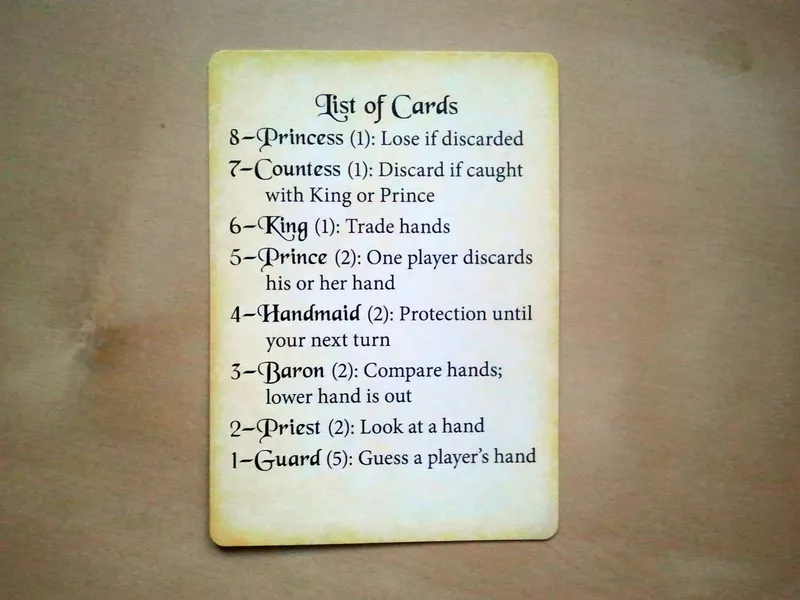 List of Cards
8–Princess (1): Lose if discarded
7–Countess (1): Discard if caught
with King or Prince
6–King (1): Trade hands
5–Prince (2): One player discards
his or her hand
4–Handmaid (2): Protection until
your next turn
3–Baron (2): Compare hands;
lower hand is out
2–Priest (2): Look at a hand
1–Guard (5): Guess a player’s hand